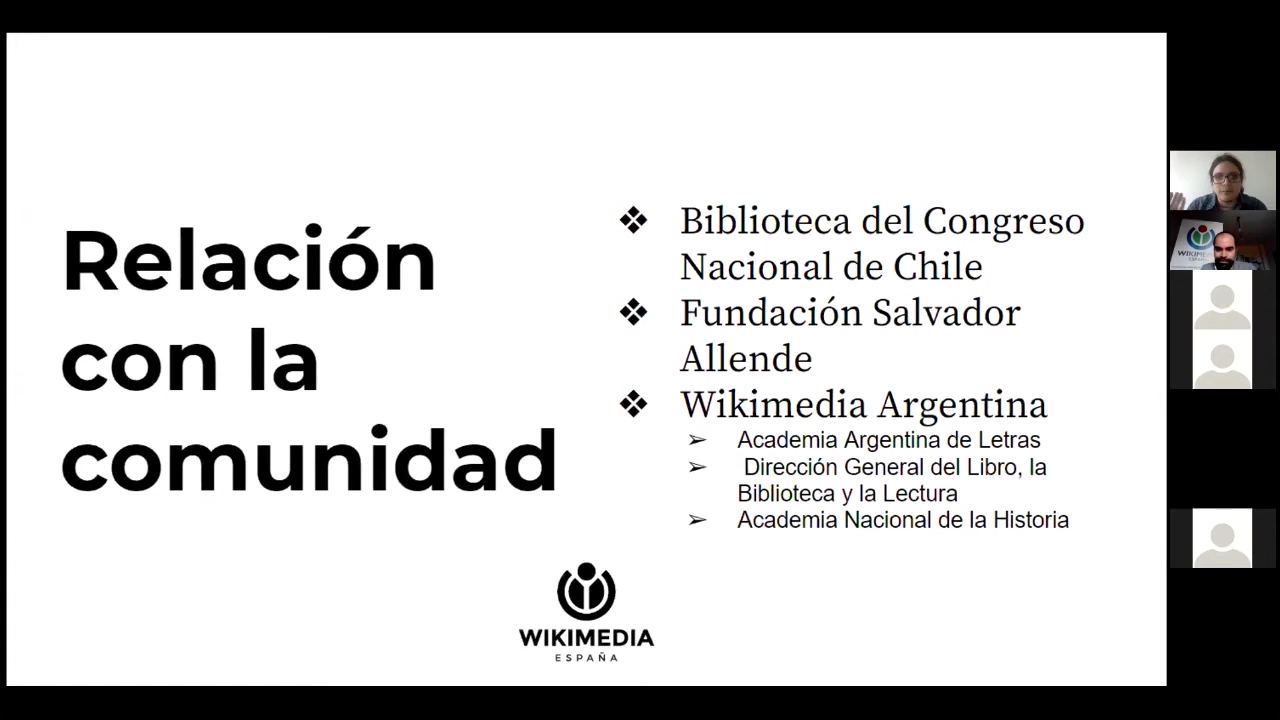 Relación
con la
comunidad
❖ Biblioteca del Congreso
Nacional de Chile
❖ Fundación Salvador
Allende
❖ Wikimedia Argentina
➢ Academia Argentina de Letras
➢ Dirección General del Libro, la
Biblioteca y la Lectura
➢ Academia Nacional de la Historia
WIKIMEDIA
ESPAÑA